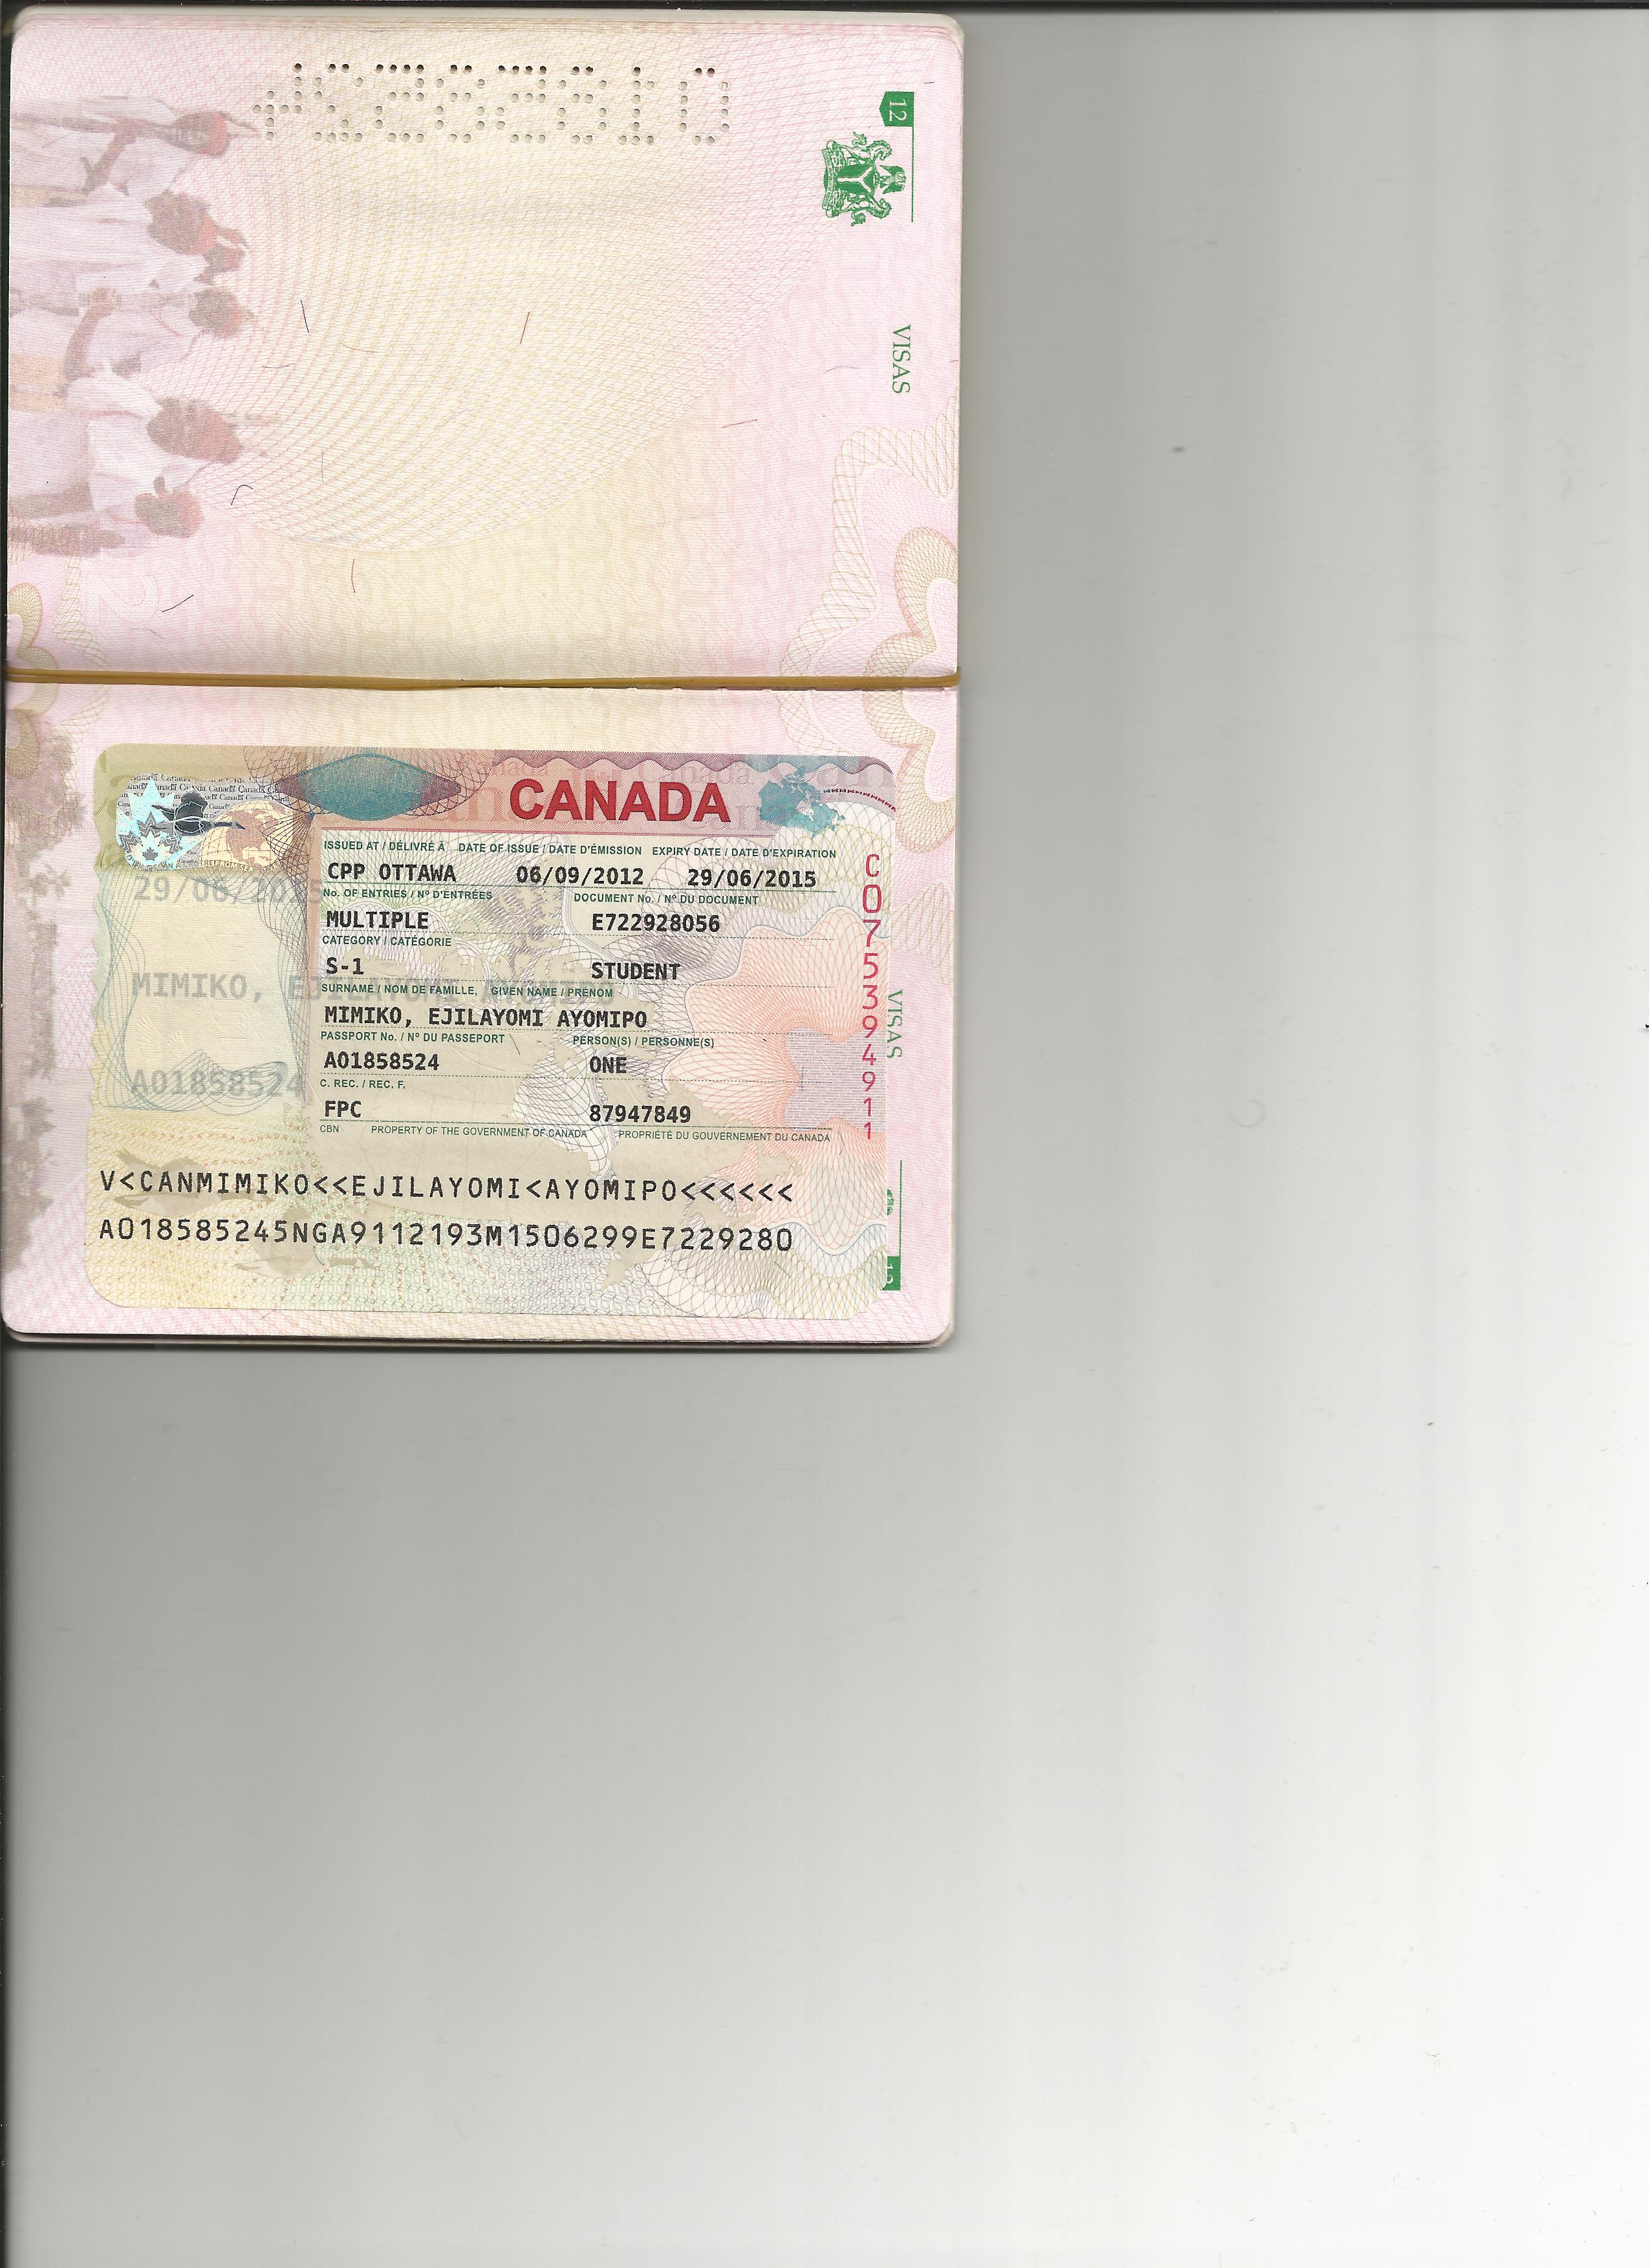 12
VISAS
CANADA
ISSUED AT / DÉLIVRÉ À DATE OF ISSUE / DATE D'ÉMISSION EXPIRY DATE / DATE D'EXPIRATION
CPP OTTAWA 06/09/2012 29/06/2015
29/06/2015
No. OF ENTRIES / Nº D'ENTRÉES DOCUMENT No. / Nº DU DOCUMENT
MULTIPLE E722928056
CATEGORY / CATÉGORIE
S-1 STUDENT
MIMIKO, EJILAYOMI AYOMIPO
SURNAME / NOM DE FAMILLE, GIVEN NAME / PRÉNOM
MIMIKO, EJILAYOMI AYOMIPO
PASSPORT No. / Nº DU PASSEPORT PERSON(S) / PERSONNE(S)
A01858524 ONE
A01858524
C. REC. / REC. F.
FPC 87947849
CBN PROPERTY OF THE GOVERNMENT OF CANADA PROPRIÉTÉ DU GOUVERNEMENT DU CANADA
V<CANMIMIKO<<EJILAYOMI<AYOMIPO<<<<<<
A018585245NGA9112193M1506299E7229280
C075394911
VISAS